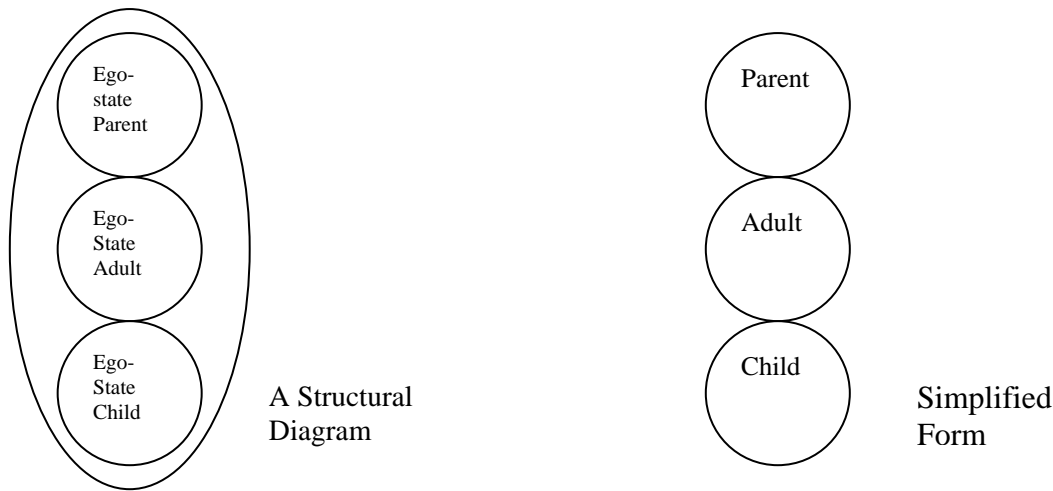 Ego-
state
Parent
Ego-
State
Adult
Ego-
State
Child
A Structural
Diagram
Parent
Adult
Child
Simplified
Form